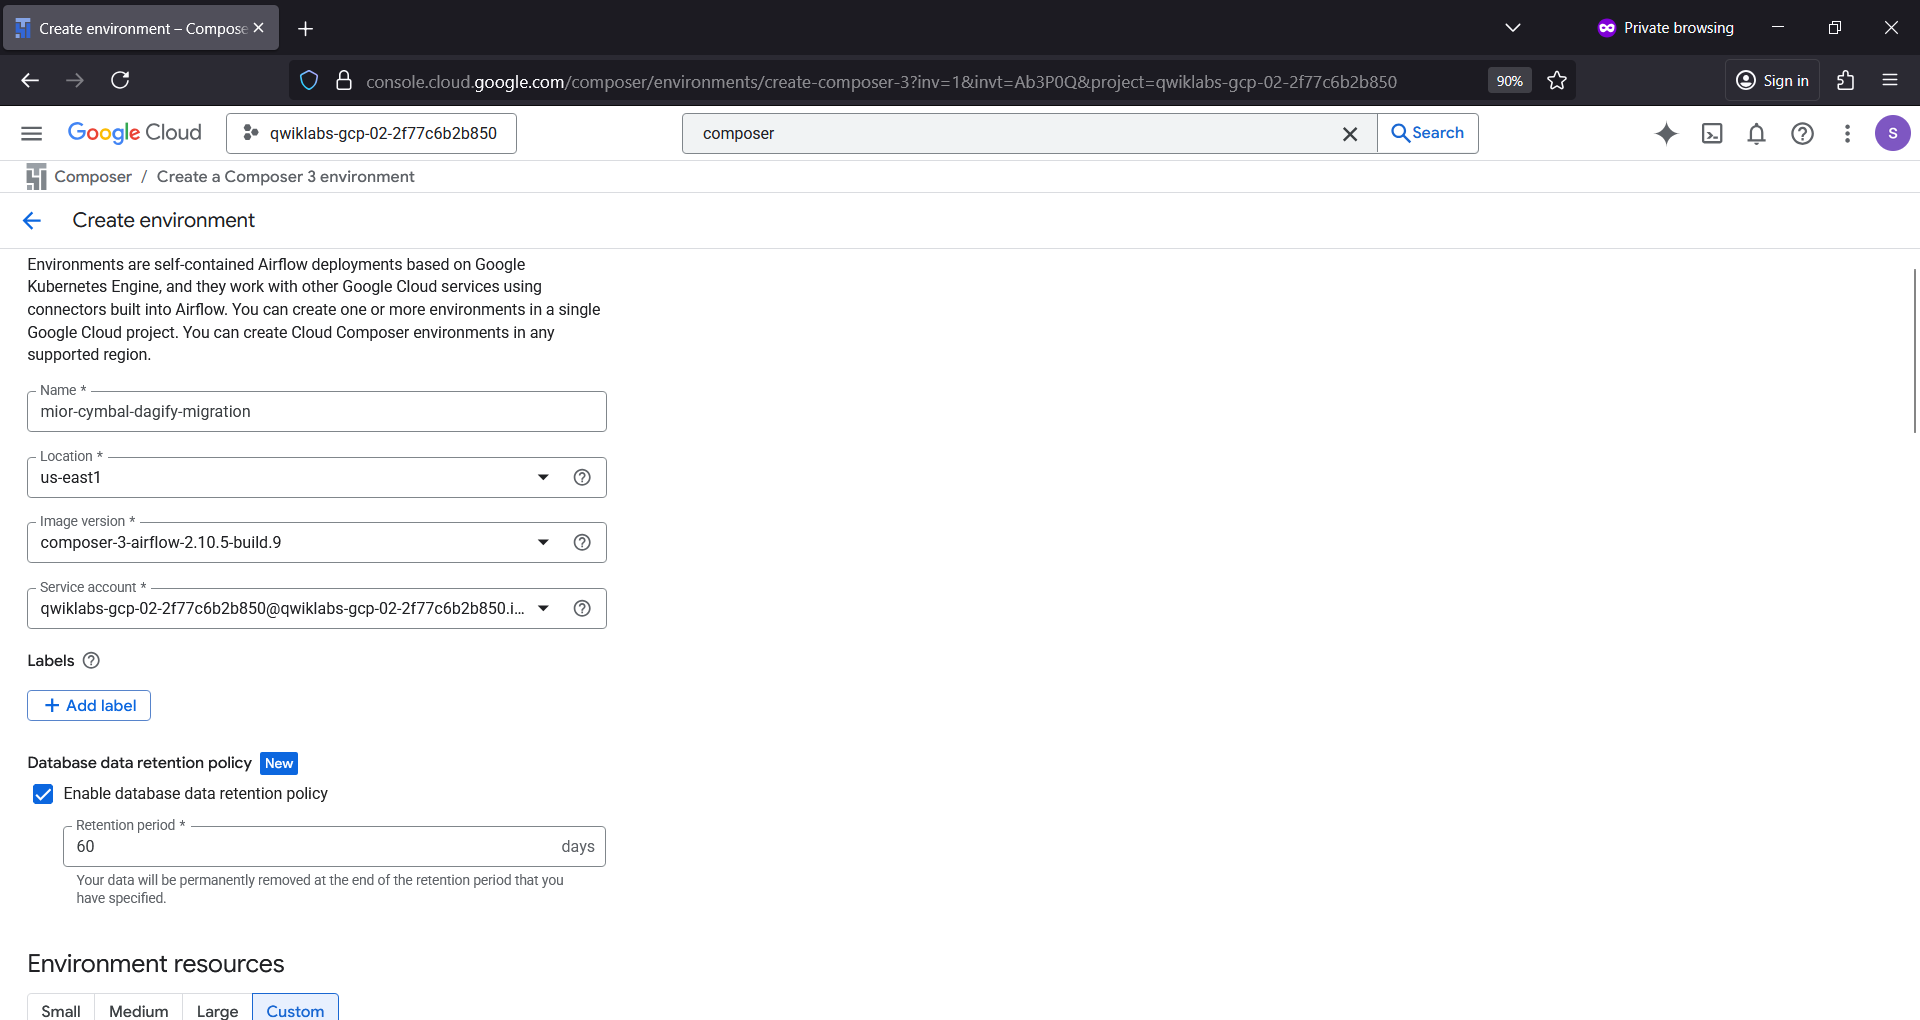 Create environment – Compose
Private browsing
console.cloud.google.com/composer/environments/create-composer-3?inv=1&invt=Ab3P0Q&project=qwiklabs-gcp-02-2f77c6b2b850
90%
Sign in
Google Cloud
qwiklabs-gcp-02-2f77c6b2b850
composer
Search
S
Composer / Create a Composer 3 environment
Create environment
Environments are self-contained Airflow deployments based on Google
Kubernetes Engine, and they work with other Google Cloud services using
connectors built into Airflow. You can create one or more environments in a single
Google Cloud project. You can create Cloud Composer environments in any
supported region.
Name *
mior-cymbal-dagify-migration
Location *
us-east1
Image version *
composer-3-airflow-2.10.5-build.9
Service account *
qwiklabs-gcp-02-2f77c6b2b850@qwiklabs-gcp-02-2f77c6b2b850.i...
Labels
Add label
Database data retention policy New
Enable database data retention policy
Retention period *
60 days
Your data will be permanently removed at the end of the retention period that you
have specified.
Environment resources
Small Medium Large Custom